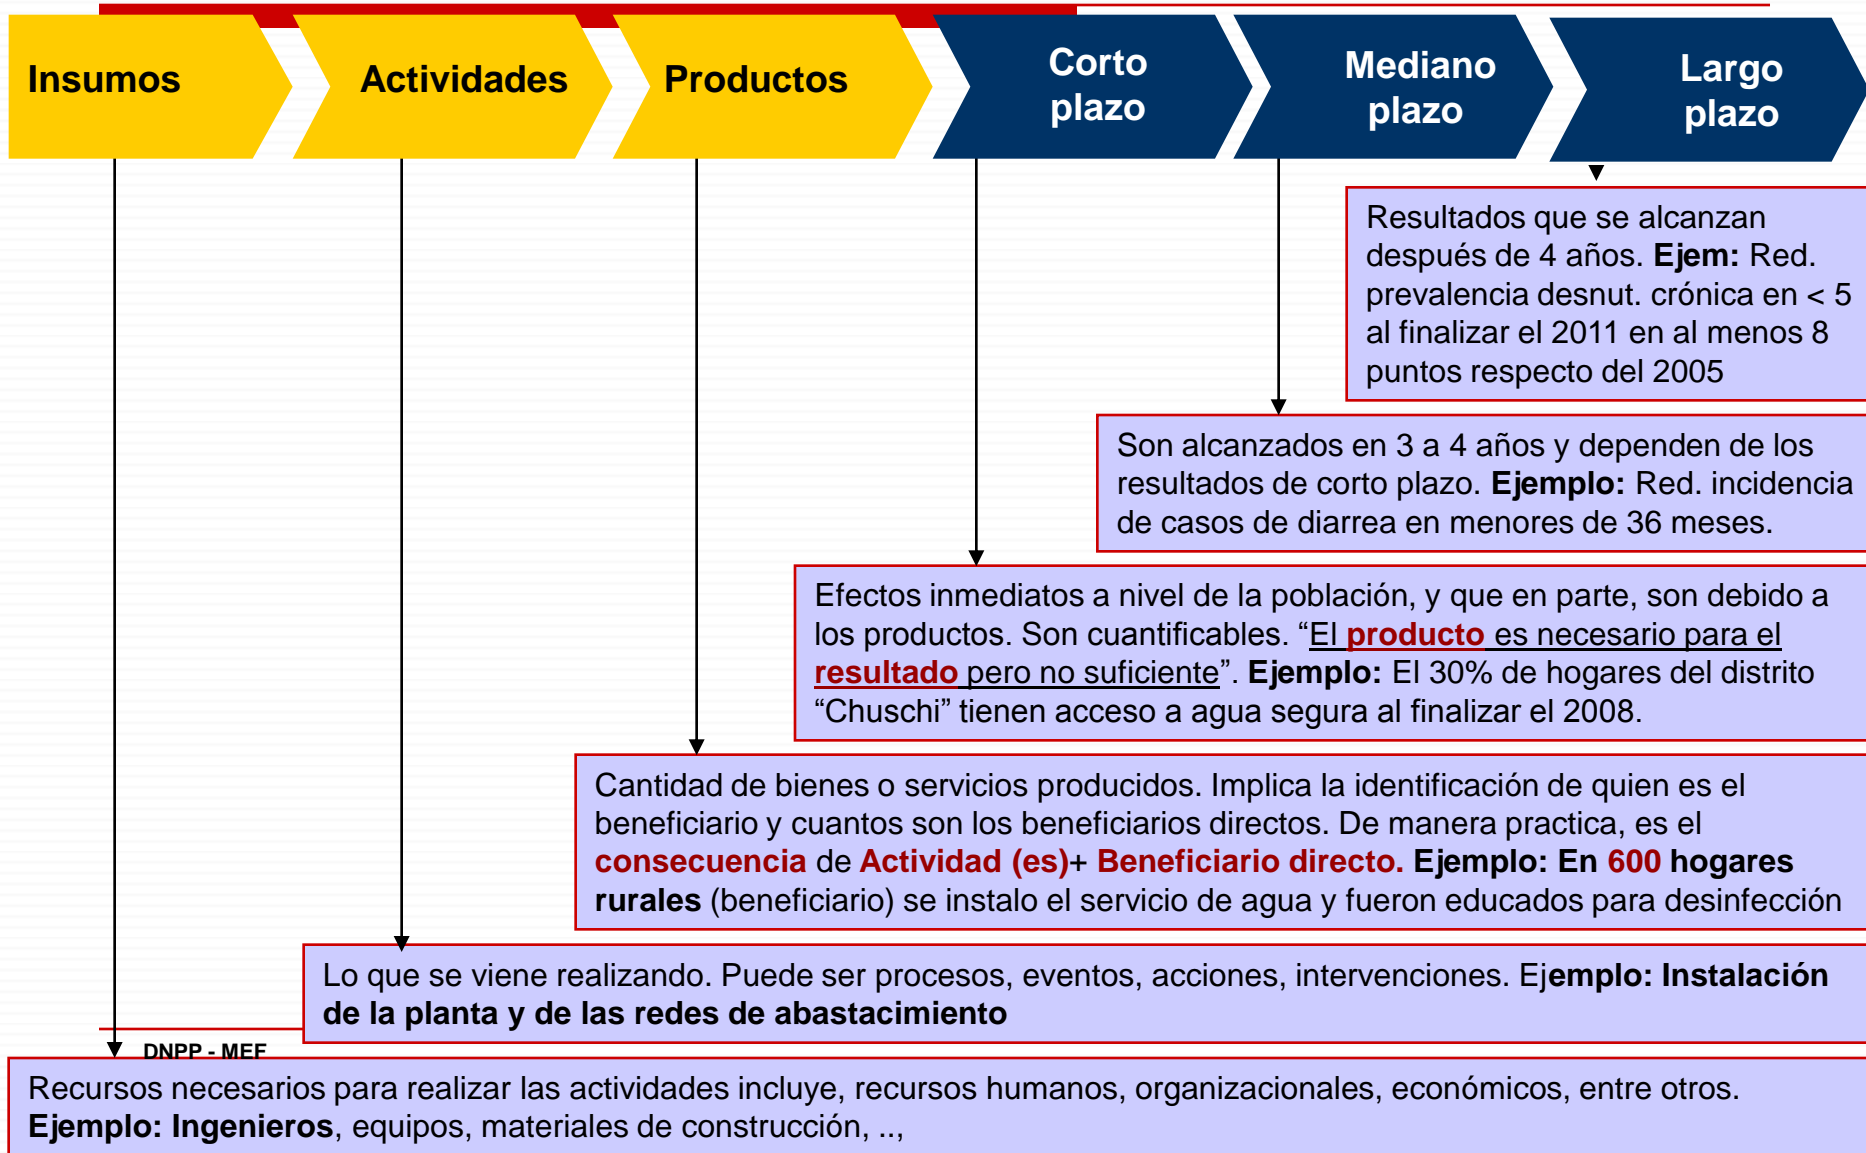 Insumos
Actividades
Productos
Corto
plazo
Mediano
plazo
Largo
plazo
Resultados que se alcanzan
después de 4 años. Ejem: Red.
prevalencia desnut. crónica en < 5
al finalizar el 2011 en al menos 8
puntos respecto del 2005
Son alcanzados en 3 a 4 años y dependen de los
resultados de corto plazo. Ejemplo: Red. incidencia
de casos de diarrea en menores de 36 meses.
Efectos inmediatos a nivel de la población, y que en parte, son debido a
los productos. Son cuantificables. “El producto es necesario para el
resultado pero no suficiente”. Ejemplo: El 30% de hogares del distrito
“Chuschi” tienen acceso a agua segura al finalizar el 2008.
Cantidad de bienes o servicios producidos. Implica la identificación de quien es el
beneficiario y cuantos son los beneficiarios directos. De manera practica, es el
consecuencia de Actividad (es)+ Beneficiario directo. Ejemplo: En 600 hogares
rurales (beneficiario) se instalo el servicio de agua y fueron educados para desinfección
Lo que se viene realizando. Puede ser procesos, eventos, acciones, intervenciones. Ejemplo: Instalación
de la planta y de las redes de abastacimiento
DNPP - MEF
Recursos necesarios para realizar las actividades incluye, recursos humanos, organizacionales, económicos, entre otros.
Ejemplo: Ingenieros, equipos, materiales de construcción, ..,